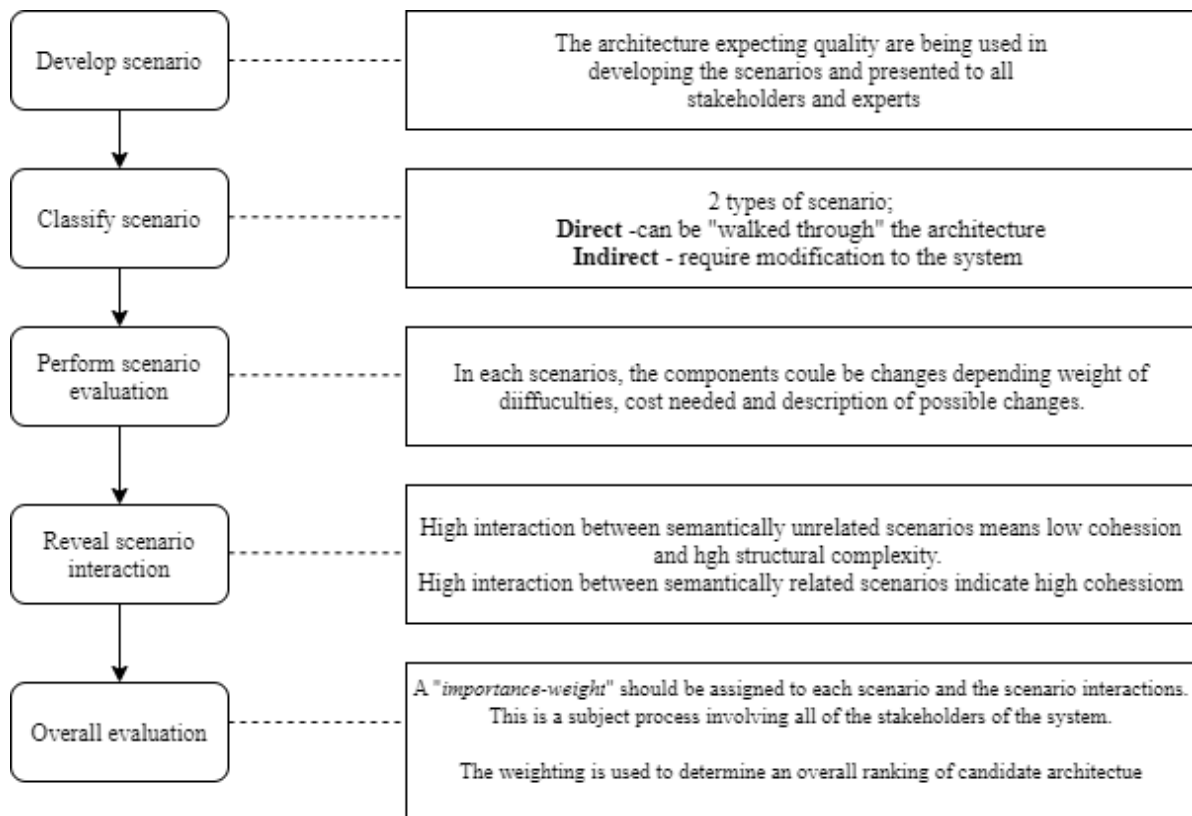 Develop scenario
The architecture expecting quality are being used in
developing the scenarios and presented to all
stakeholders and experts
Classify scenario
2 types of scenario;
Direct -can be "walked through" the architecture
Indirect - require modification to the system
Perform scenario
evaluation
In each scenarios, the components coule be changes depending weight of
diiffuculties, cost needed and description of possible changes.
Reveal scenario
interaction
High interaction between semantically unrelated scenarios means low cohession
and hgh structural complexity.
High interaction between semantically related scenarios indicate high cohessiom
Overall evaluation
A "importance-weight" should be assigned to each scenario and the scenario interactions.
This is a subject process involving all of the stakeholders of the system.
The weighting is used to determine an overall ranking of candidate architectue